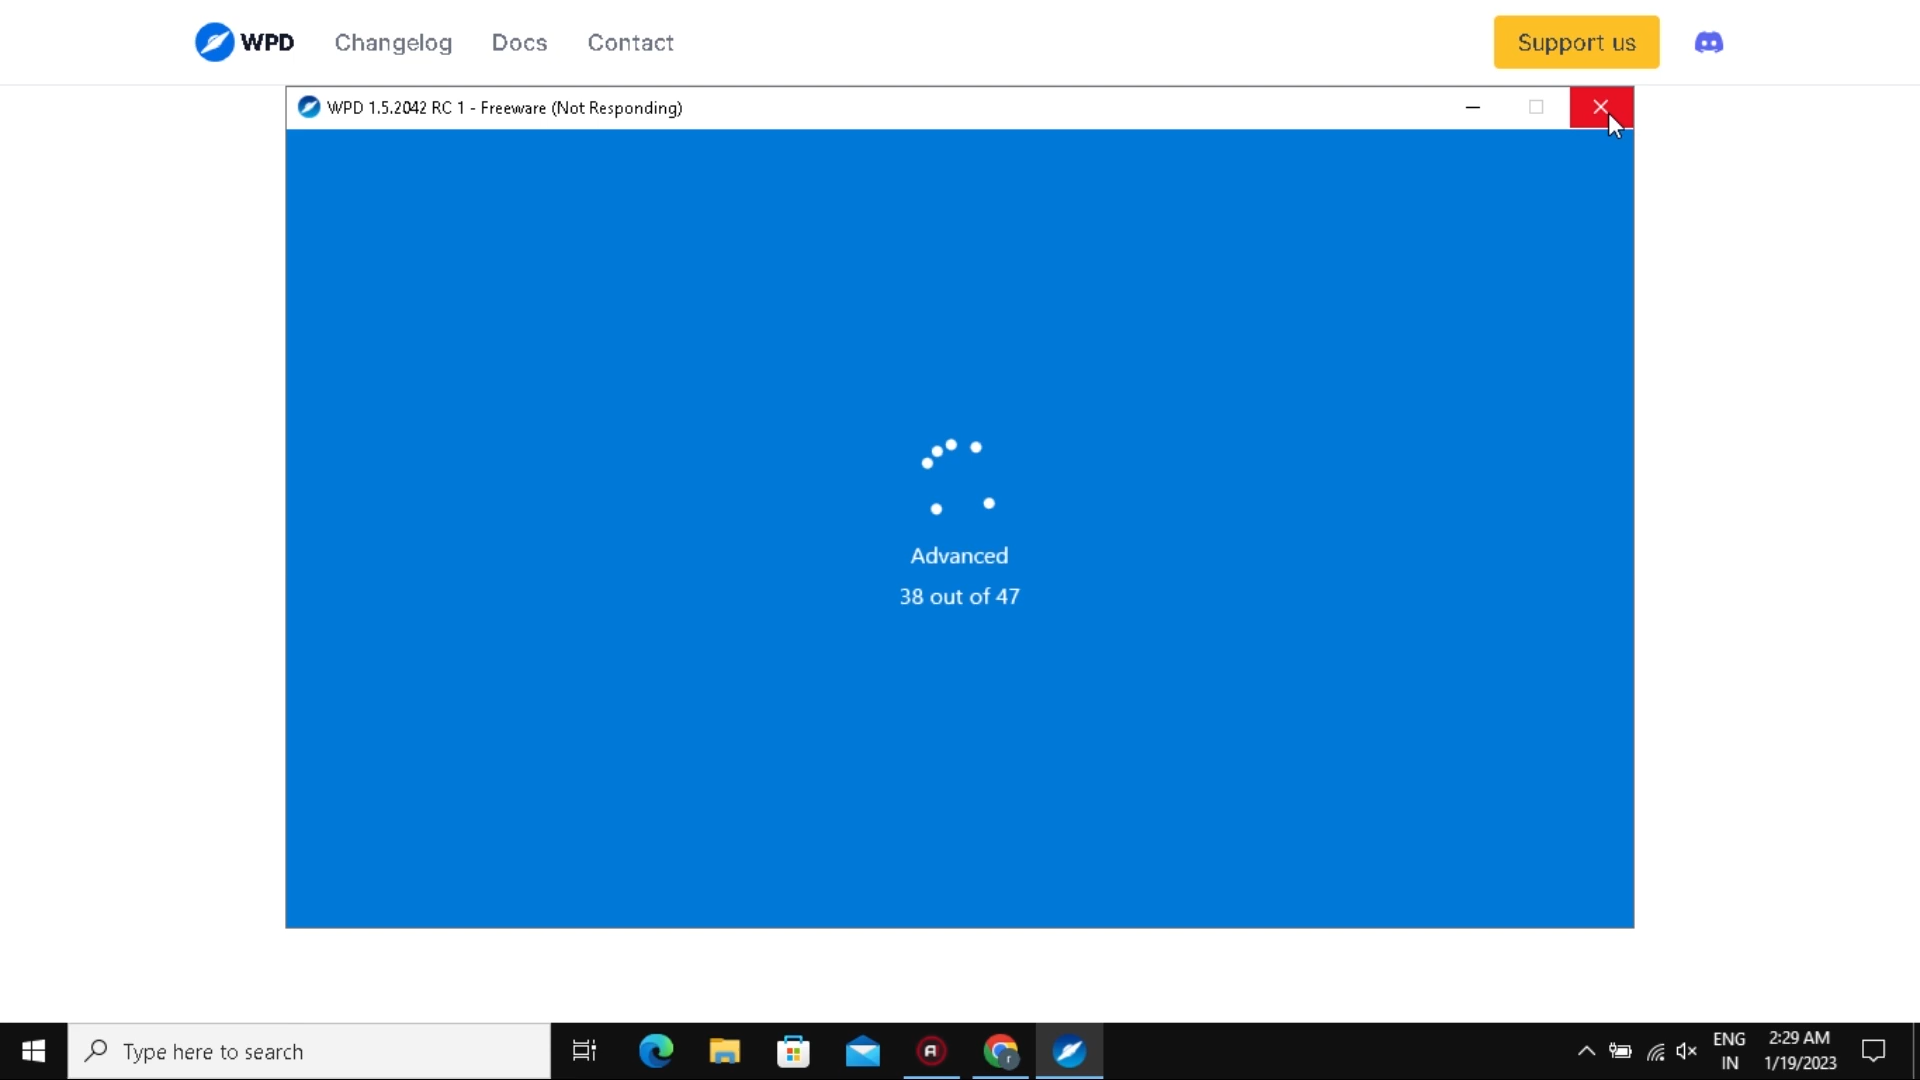 WPD Changelog Docs Contact Support us
WPD 1.5.2042 RC 1 - Freeware (Not Responding)
Advanced
38 out of 47
Type here to search
ENG
IN
2:29 AM
1/19/2023